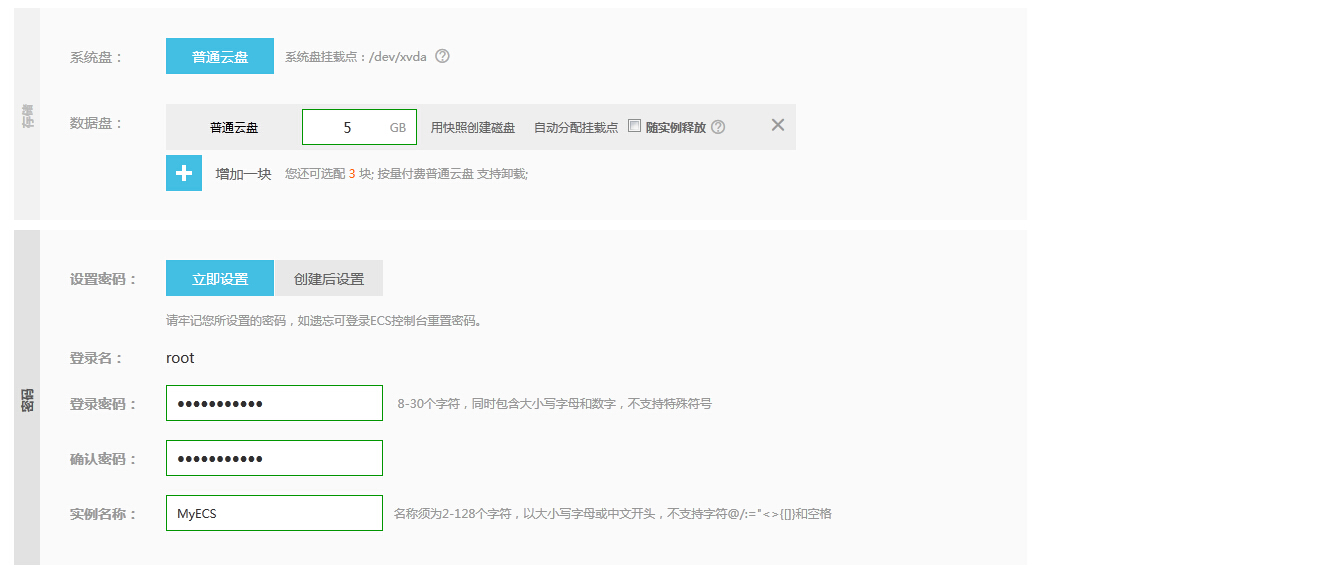 存储
系统盘： 普通云盘 系统盘挂载点：/dev/xvda ?
数据盘： 普通云盘 5 GB 用快照创建磁盘 自动分配挂载点 随实例释放 ?
增加一块 您还可选配 3 块; 按量付费普通云盘 支持卸载;
密码
设置密码： 立即设置 创建后设置
请牢记您所设置的密码，如遗忘可登录ECS控制台重置密码。
登录名： root
登录密码： ●●●●●●●●●●● 8-30个字符，同时包含大小写字母和数字，不支持特殊符号
确认密码： ●●●●●●●●●●●
实例名称： MyECS 名称须为2-128个字符，以大小写字母或中文开头，不支持字符@/:="<>{[]}和空格